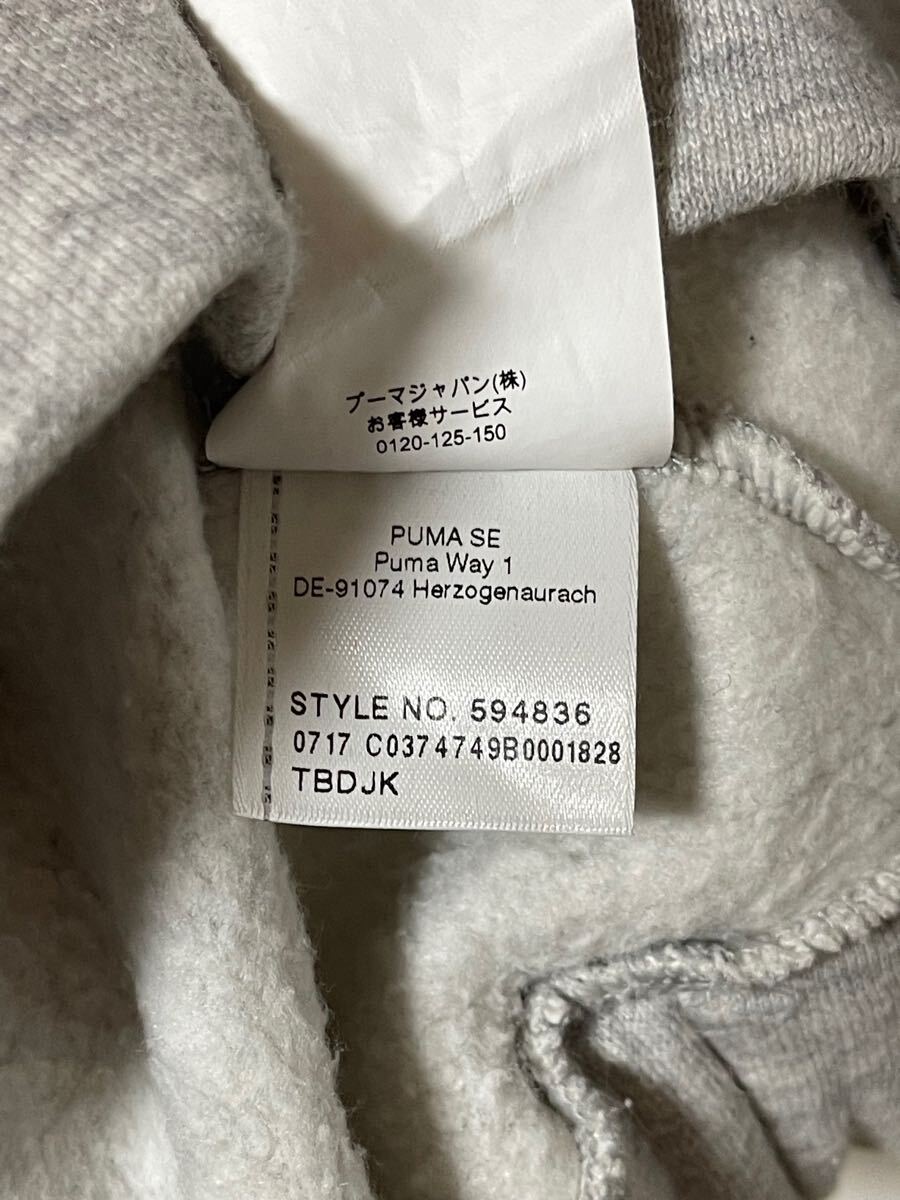 プーマジャパン(株)
お客様サービス
0120-125-150
PUMA SE
Puma Way 1
DE-91074 Herzogenaurach
STYLE NO. 594836
0717 C0374749B0001828
TBDJK